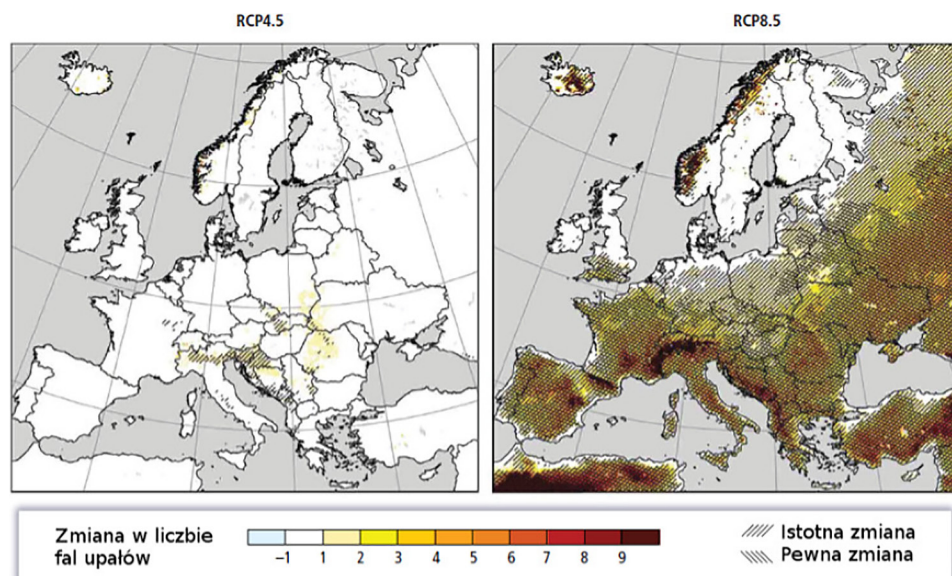 RCP4.5
RCP8.5
Zmiana w liczbie
fal upałów
−1 1 2 3 4 5 6 7 8 9
Istotna zmiana
Pewna zmiana